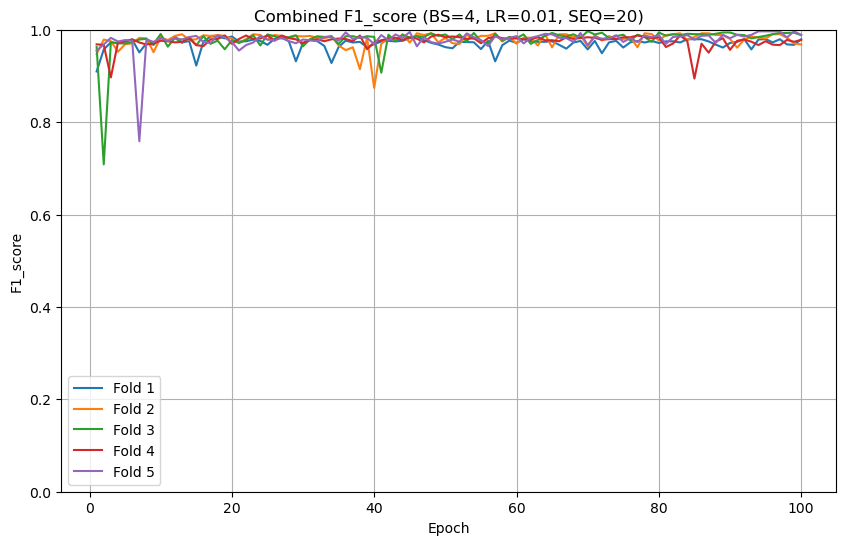 Combined F1_score (BS=4, LR=0.01, SEQ=20)
F1_score
1.0
0.8
0.6
0.4
0.2
0.0
0
20
40
60
80
100
Epoch
Fold 1
Fold 2
Fold 3
Fold 4
Fold 5